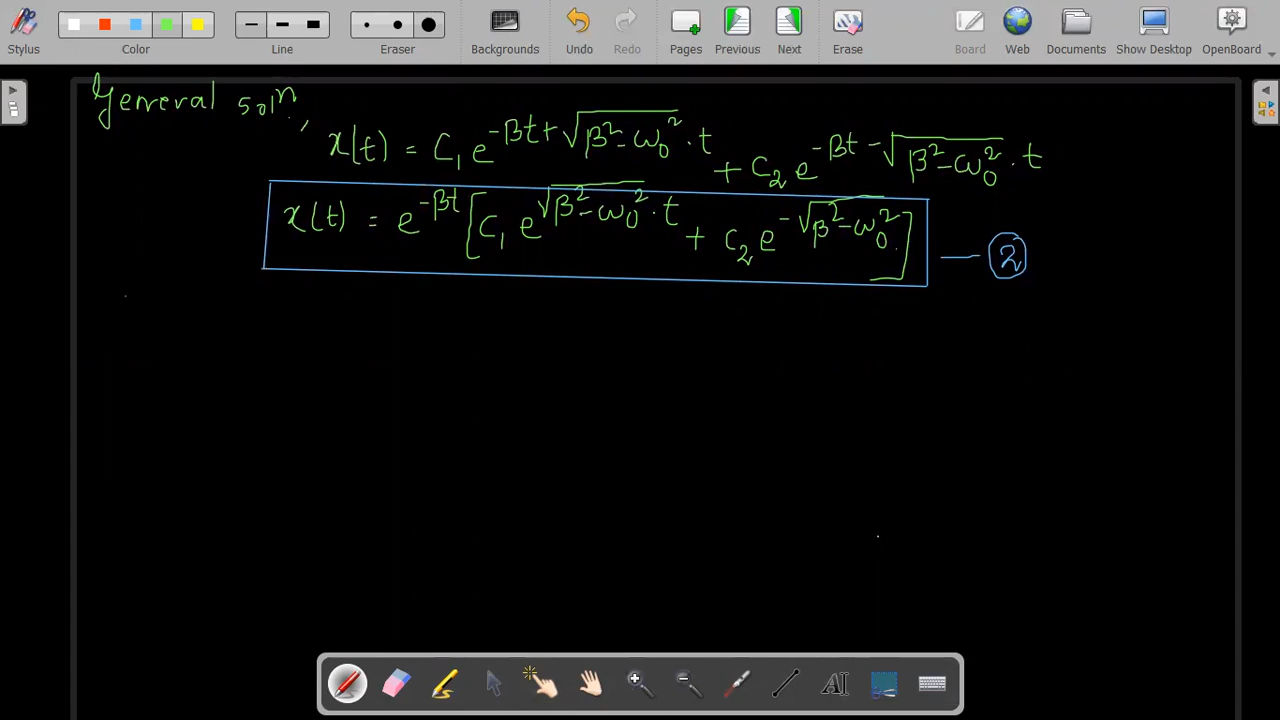 Stylus Color Line Eraser Backgrounds Undo Redo Pages Previous Next Erase Board Web Documents Show Desktop OpenBoard
General solⁿ,
x(t) = C₁ e^{-βt+√(β²-ω₀²)·t} + C₂ e^{-βt-√(β²-ω₀²)·t}
x(t) = e^{-βt} [C₁ e^{√(β²-ω₀²)·t} + C₂ e^{-√(β²-ω₀²)·}] — ②
AI